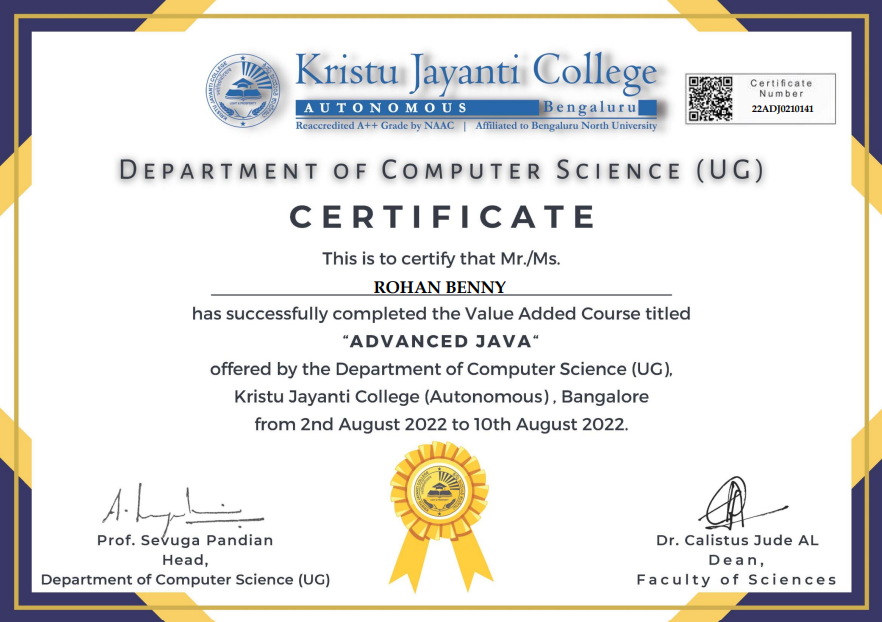 Kristu Jayanti College
AUTONOMOUS Bengaluru
Reaccredited A++ Grade by NAAC | Affiliated to Bengaluru North University
Certificate
Number
22ADJ0210141
DEPARTMENT OF COMPUTER SCIENCE (UG)
CERTIFICATE
This is to certify that Mr./Ms.
ROHAN BENNY
has successfully completed the Value Added Course titled
“ADVANCED JAVA“
offered by the Department of Computer Science (UG),
Kristu Jayanti College (Autonomous) , Bangalore
from 2nd August 2022 to 10th August 2022.
Prof. Sevuga Pandian
Head,
Department of Computer Science (UG)
Dr. Calistus Jude AL
Dean,
Faculty of Sciences